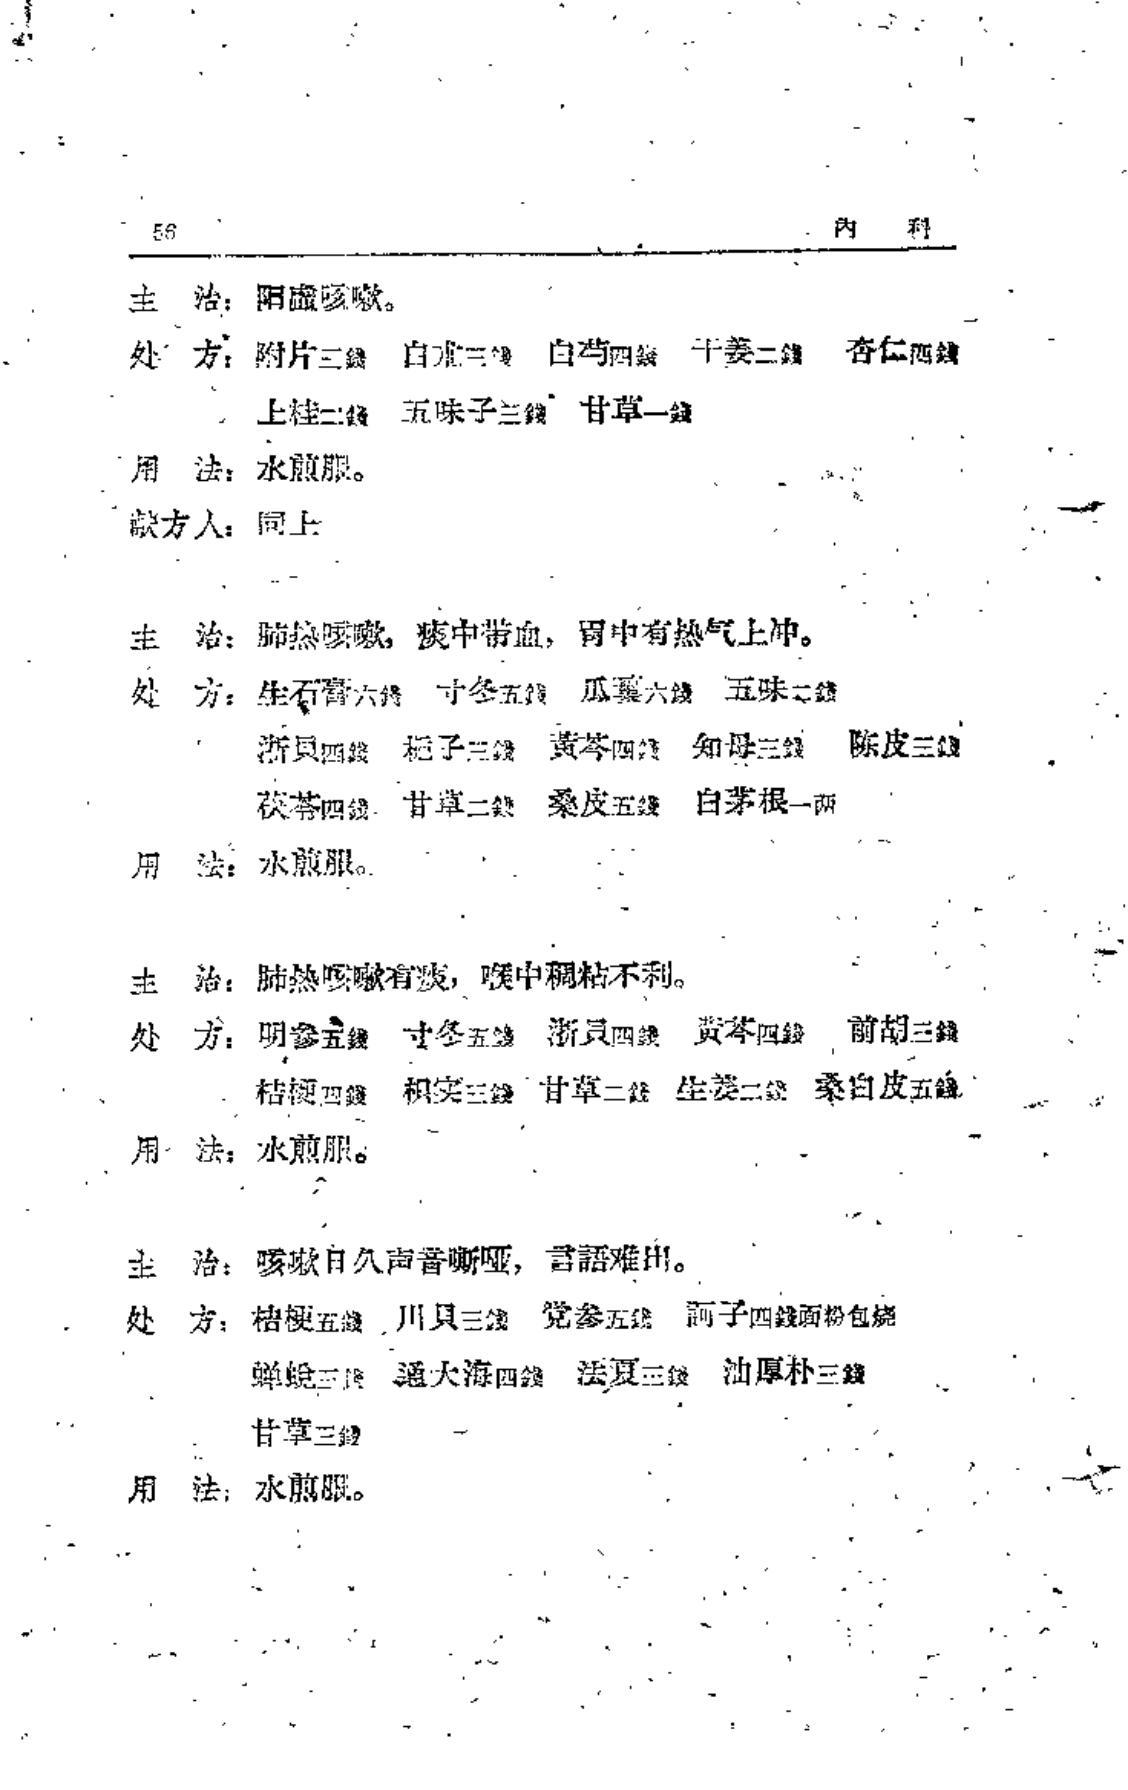 56 内 科
主 治：阳虚咳嗽。
处 方：附片三錢 白朮三錢 白芍四錢 干姜二錢 杏仁四錢
上桂二錢 五味子三錢 甘草一錢
用 法：水煎服。
献方人：同上
主 治：肺热咳嗽，痰中带血，胃中有热气上冲。
处 方：生石膏六錢 寸冬五錢 瓜蔞六錢 五味二錢
浙貝四錢 梔子三錢 黃芩四錢 知母三錢 陈皮三錢
茯苓四錢 甘草二錢 桑皮五錢 白茅根一两
用 法：水煎服。
主 治：肺热咳嗽有痰，喉中稠粘不利。
处 方：明參五錢 寸冬五錢 浙貝四錢 黃芩四錢 前胡三錢
桔梗四錢 枳实三錢 甘草二錢 生姜二錢 桑白皮五錢
用 法：水煎服。
主 治：咳嗽日久声音嘶哑，言語难出。
处 方：桔梗五錢 川貝三錢 党参五錢 訶子四錢面粉包燒
蝉蛻三錢 通大海四錢 法夏三錢 油厚朴三錢
甘草三錢
用 法：水煎服。